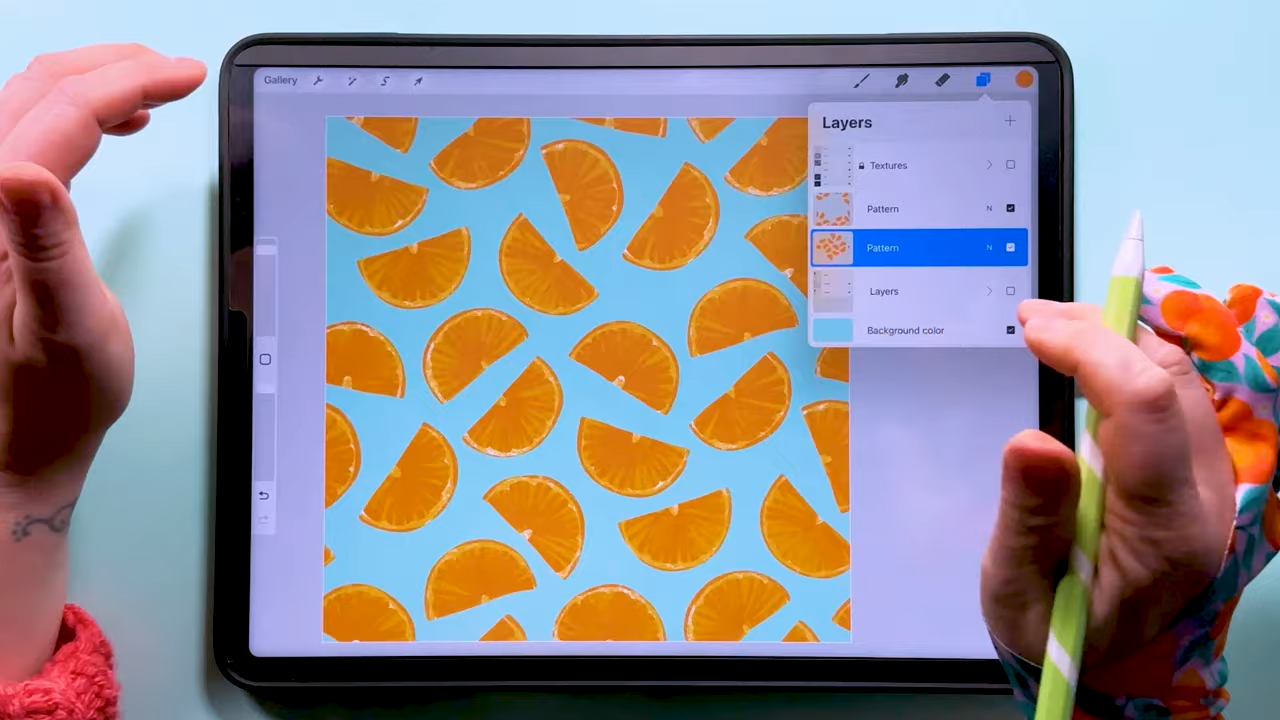 Gallery
Layers
Textures
Pattern N
Pattern N
Layers
Background color